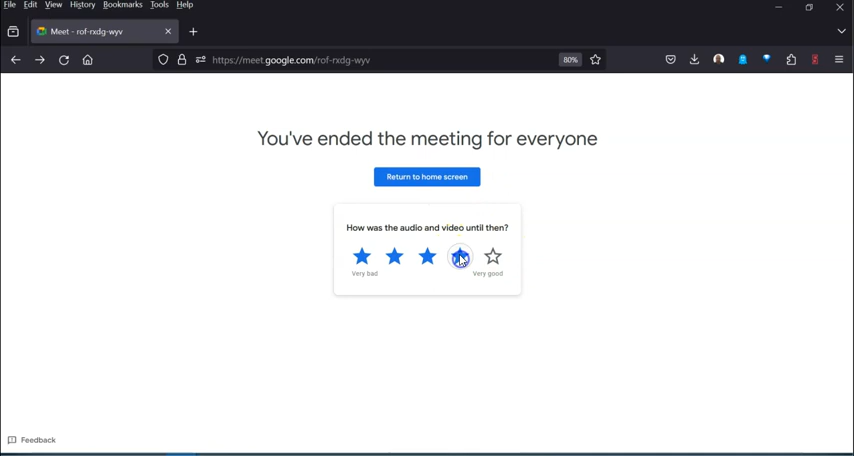 File Edit View History Bookmarks Tools Help
Meet - rof-rxdg-wyv
https://meet.google.com/rof-rxdg-wyv 80%
You've ended the meeting for everyone
Return to home screen
How was the audio and video until then?
Very bad Very good
Feedback